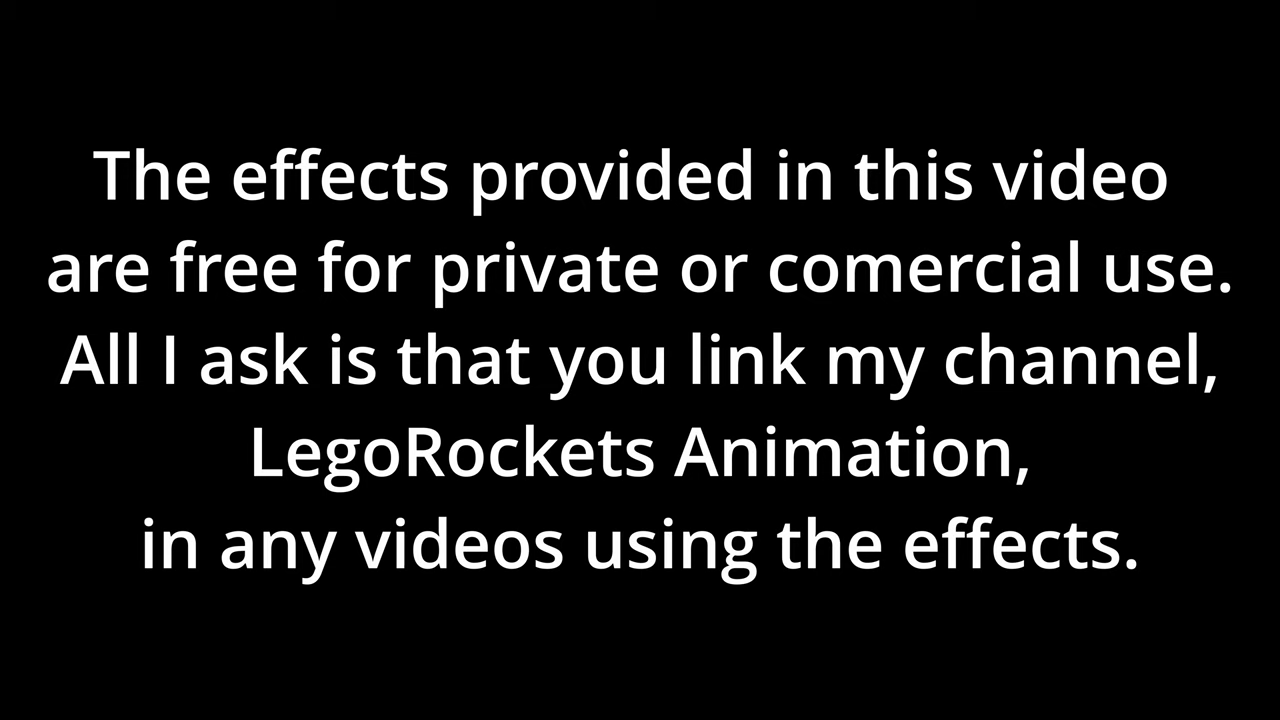 The effects provided in this video
are free for private or comercial use.
All I ask is that you link my channel,
LegoRockets Animation,
in any videos using the effects.